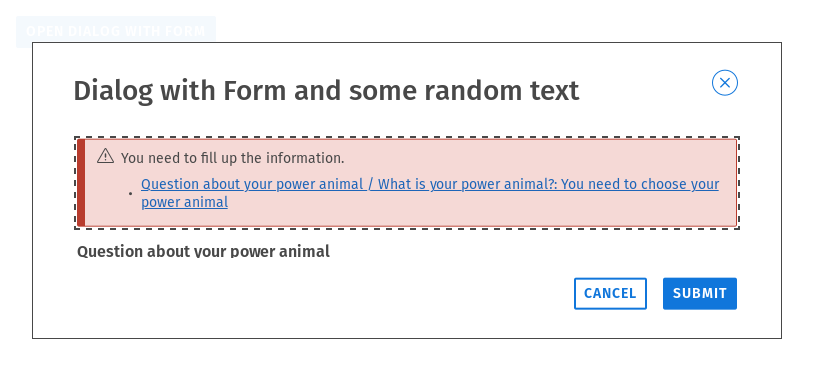 OPEN DIALOG WITH FORM
Dialog with Form and some random text
You need to fill up the information.
Question about your power animal / What is your power animal?: You need to choose your
power animal
Question about your power animal
CANCEL
SUBMIT